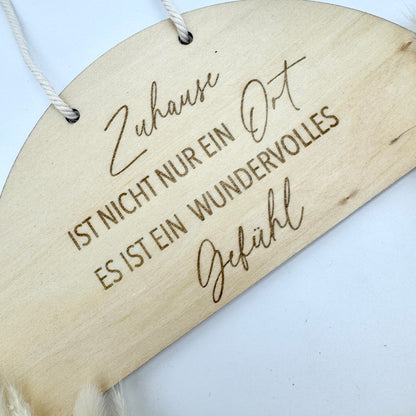 Zuhause
IST NICHT NUR EIN Ort
ES IST EIN WUNDERVOLLES
Gefühl